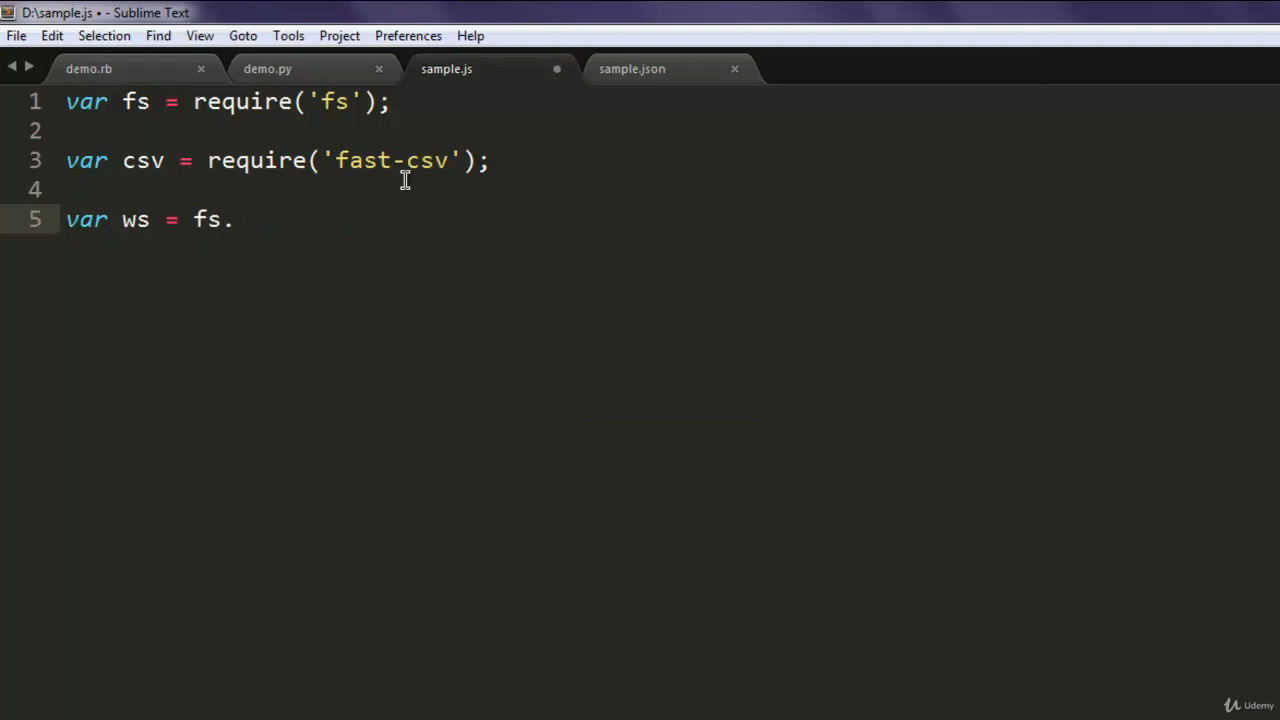 D:\sample.js • - Sublime Text
File Edit Selection Find View Goto Tools Project Preferences Help
demo.rb × demo.py × sample.js sample.json ×
1 var fs = require('fs');
2
3 var csv = require('fast-csv');
4
5 var ws = fs.
Udemy